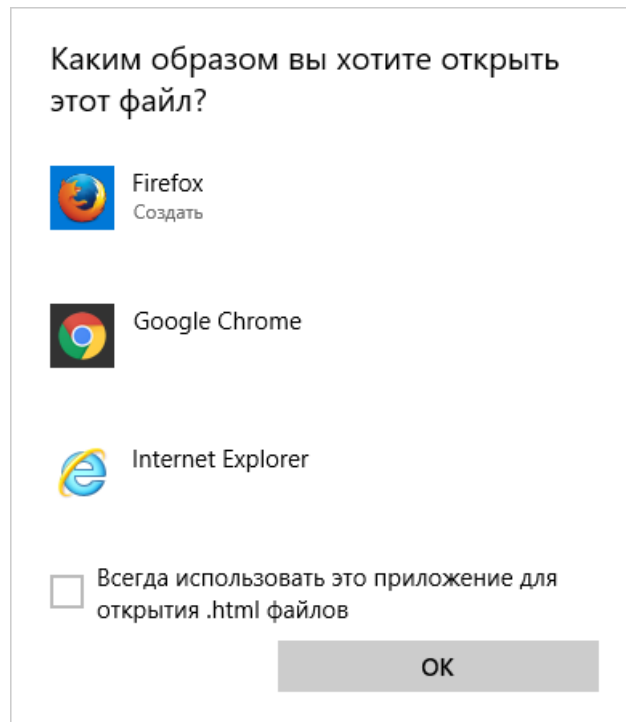 Каким образом вы хотите открыть
этот файл?
Firefox
Создать
Google Chrome
Internet Explorer
Всегда использовать это приложение для
открытия .html файлов
OK